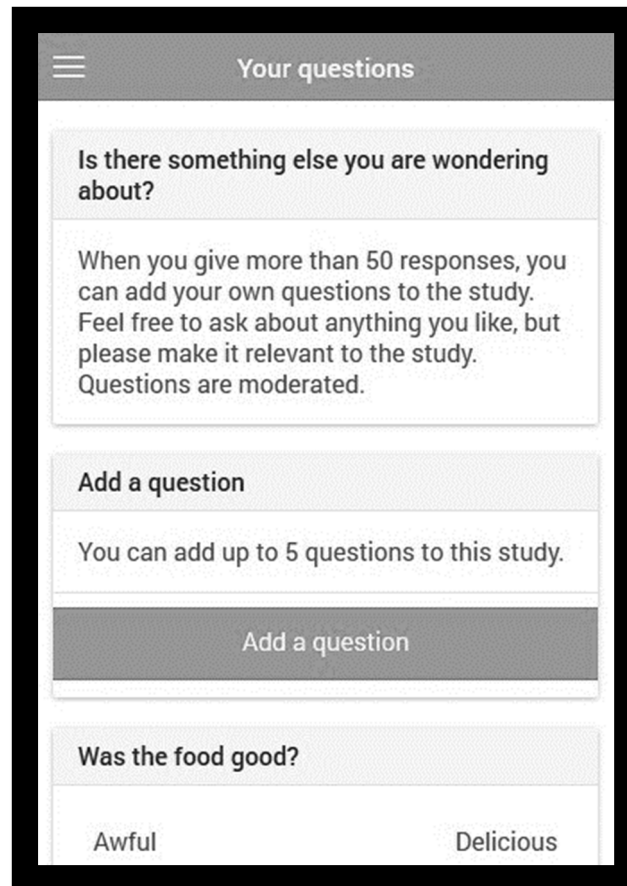 Your questions
Is there something else you are wondering
about?
When you give more than 50 responses, you
can add your own questions to the study.
Feel free to ask about anything you like, but
please make it relevant to the study.
Questions are moderated.
Add a question
You can add up to 5 questions to this study.
Add a question
Was the food good?
Awful Delicious